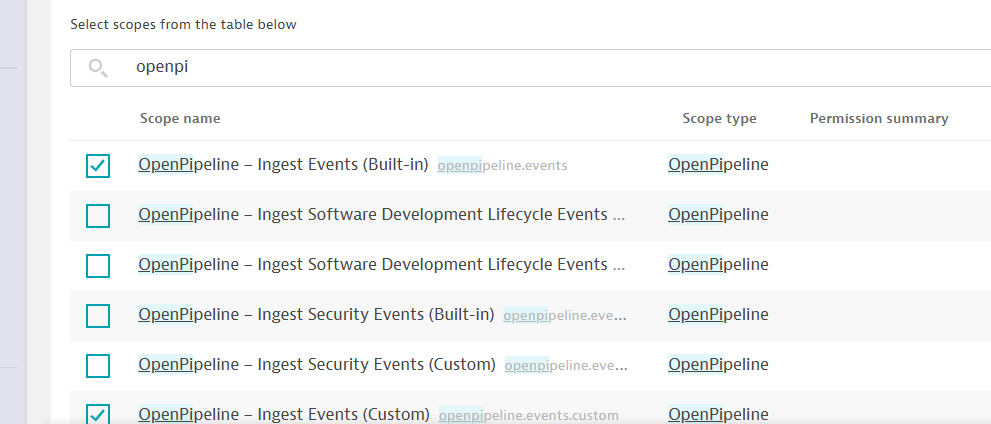 Select scopes from the table below
openpi
Scope name Scope type Permission summary
OpenPipeline – Ingest Events (Built-in) openpipeline.events OpenPipeline
OpenPipeline – Ingest Software Development Lifecycle Events ... OpenPipeline
OpenPipeline – Ingest Software Development Lifecycle Events ... OpenPipeline
OpenPipeline – Ingest Security Events (Built-in) openpipeline.eve... OpenPipeline
OpenPipeline – Ingest Security Events (Custom) openpipeline.eve... OpenPipeline
OpenPipeline – Ingest Events (Custom) openpipeline.events.custom OpenPipeline